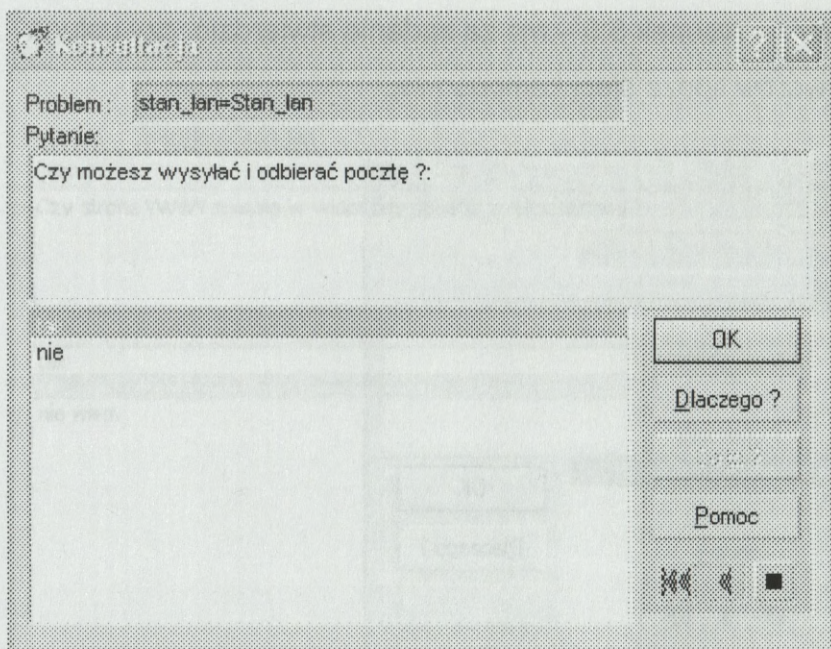 Konsultacja
Problem : stan_lan=Stan_lan
Pytanie:
Czy możesz wysyłać i odbierać pocztę ?:
nie
OK
Dlaczego ?
Pomoc